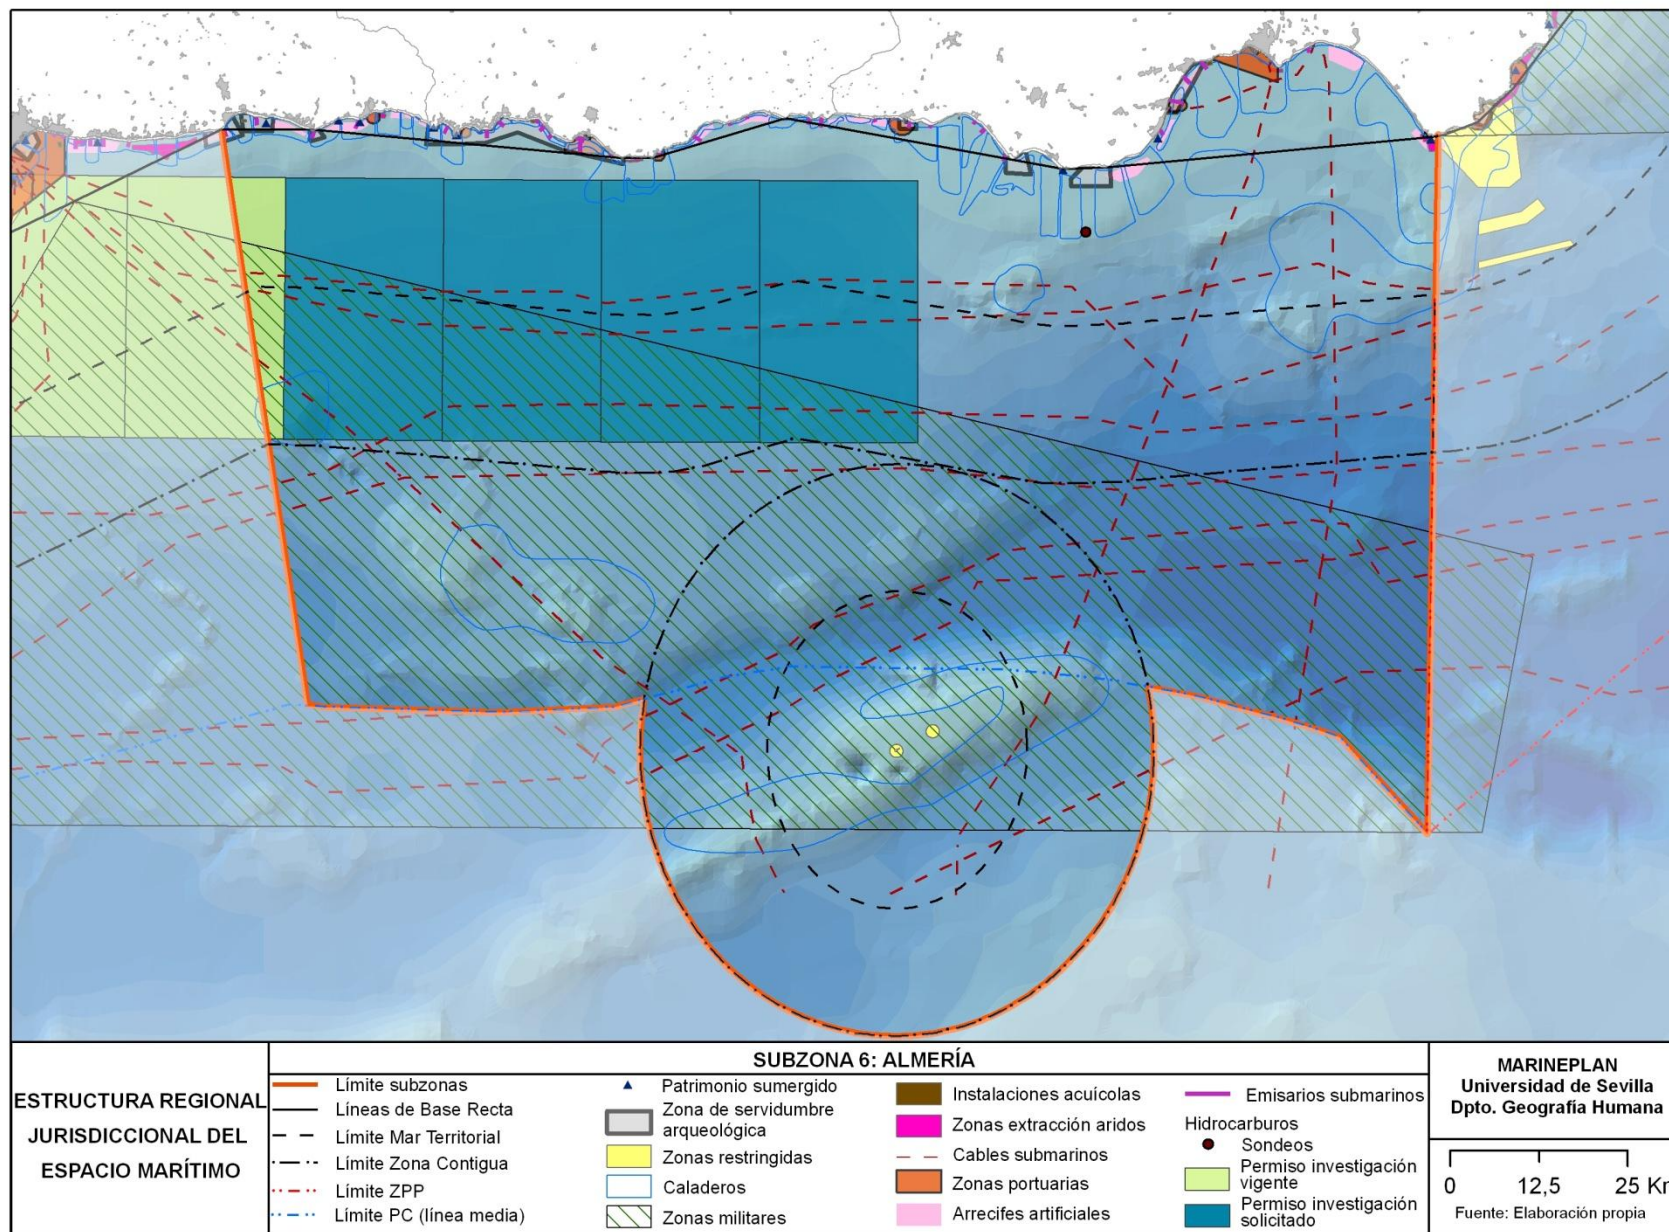 ESTRUCTURA REGIONAL
JURISDICCIONAL DEL
ESPACIO MARÍTIMO
SUBZONA 6: ALMERÍA
Límite subzonas
Líneas de Base Recta
Límite Mar Territorial
Límite Zona Contigua
Límite ZPP
Límite PC (línea media)
Patrimonio sumergido
Zona de servidumbre
arqueológica
Zonas restringidas
Caladeros
Zonas militares
Instalaciones acuícolas
Zonas extracción aridos
Cables submarinos
Zonas portuarias
Arrecifes artificiales
Emisarios submarinos
Hidrocarburos
Sondeos
Permiso investigación
vigente
Permiso investigación
solicitado
MARINEPLAN
Universidad de Sevilla
Dpto. Geografía Humana
0 12,5 25 Km
Fuente: Elaboración propia